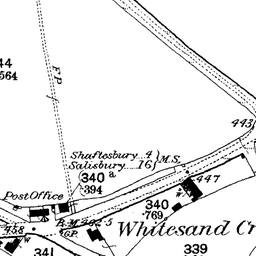 44
564
F.P.
443
Shaftesbury 4
Salisbury 16
M.S.
340 a
.394
447
Post Office
340
.769
G.P.
Whitesand Cr
458
W
341
339